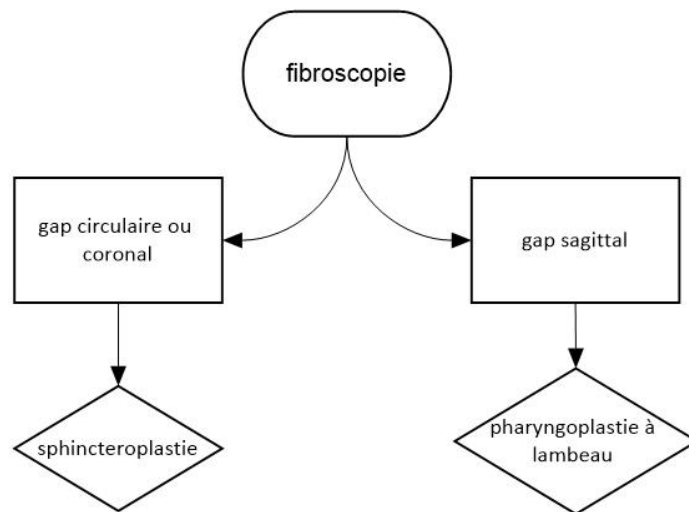 fibroscopie
gap circulaire ou
coronal
gap sagittal
sphincteroplastie
pharyngoplastie à
lambeau